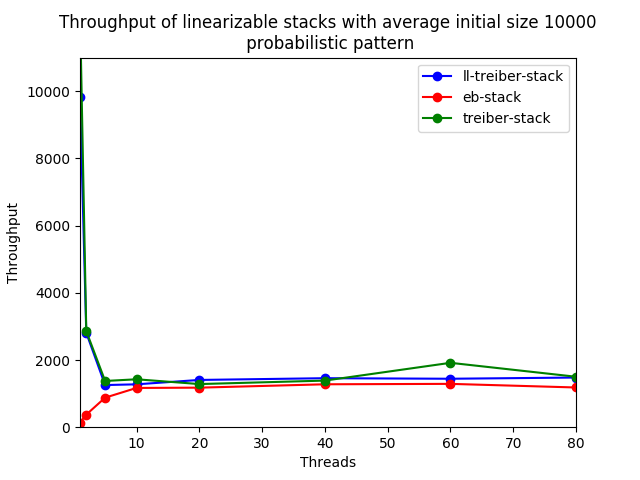 Throughput of linearizable stacks with average initial size 10000
probabilistic pattern
ll-treiber-stack
eb-stack
treiber-stack
Throughput
10000
8000
6000
4000
2000
0
10 20 30 40 50 60 70 80
Threads